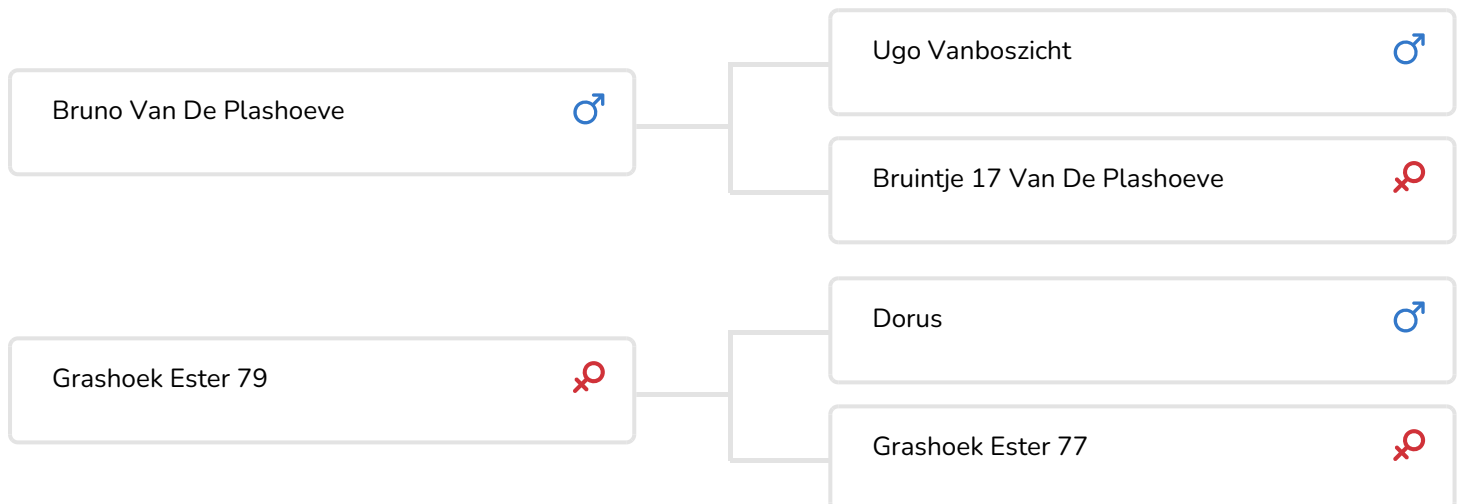 Ugo Vanboszicht
Bruno Van De Plashoeve
Bruintje 17 Van De Plashoeve
Dorus
Grashoek Ester 79
Grashoek Ester 77